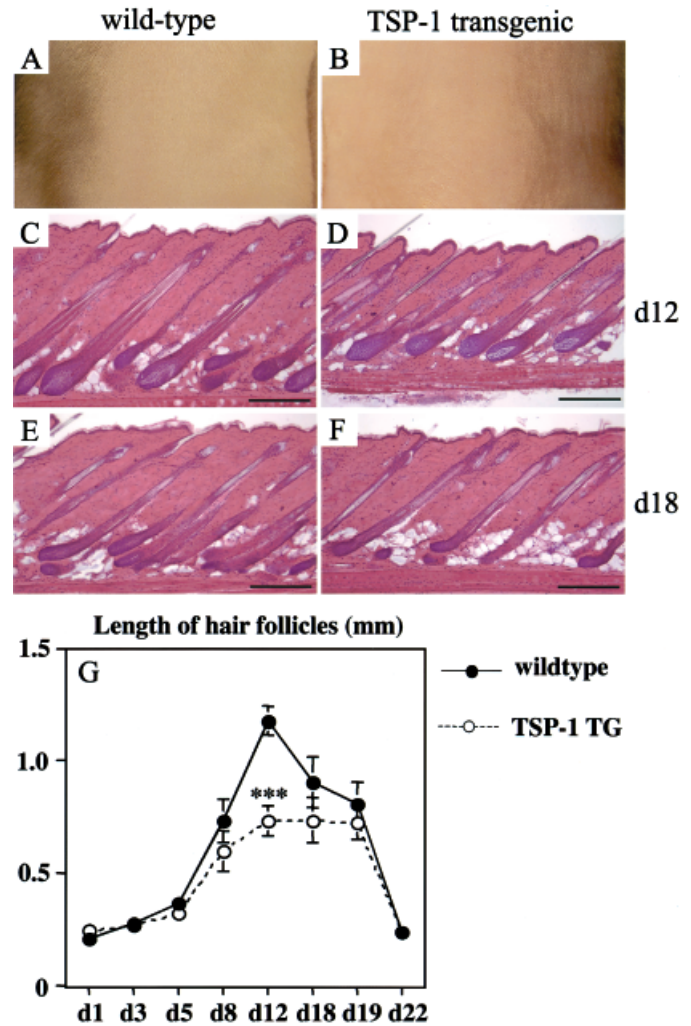 wild-type TSP-1 transgenic
A B
C D
d12
E F
d18
Length of hair follicles (mm)
1.5
G
wildtype
TSP-1 TG
1.0
***
0.5
0
d1 d3 d5 d8 d12 d18 d19 d22